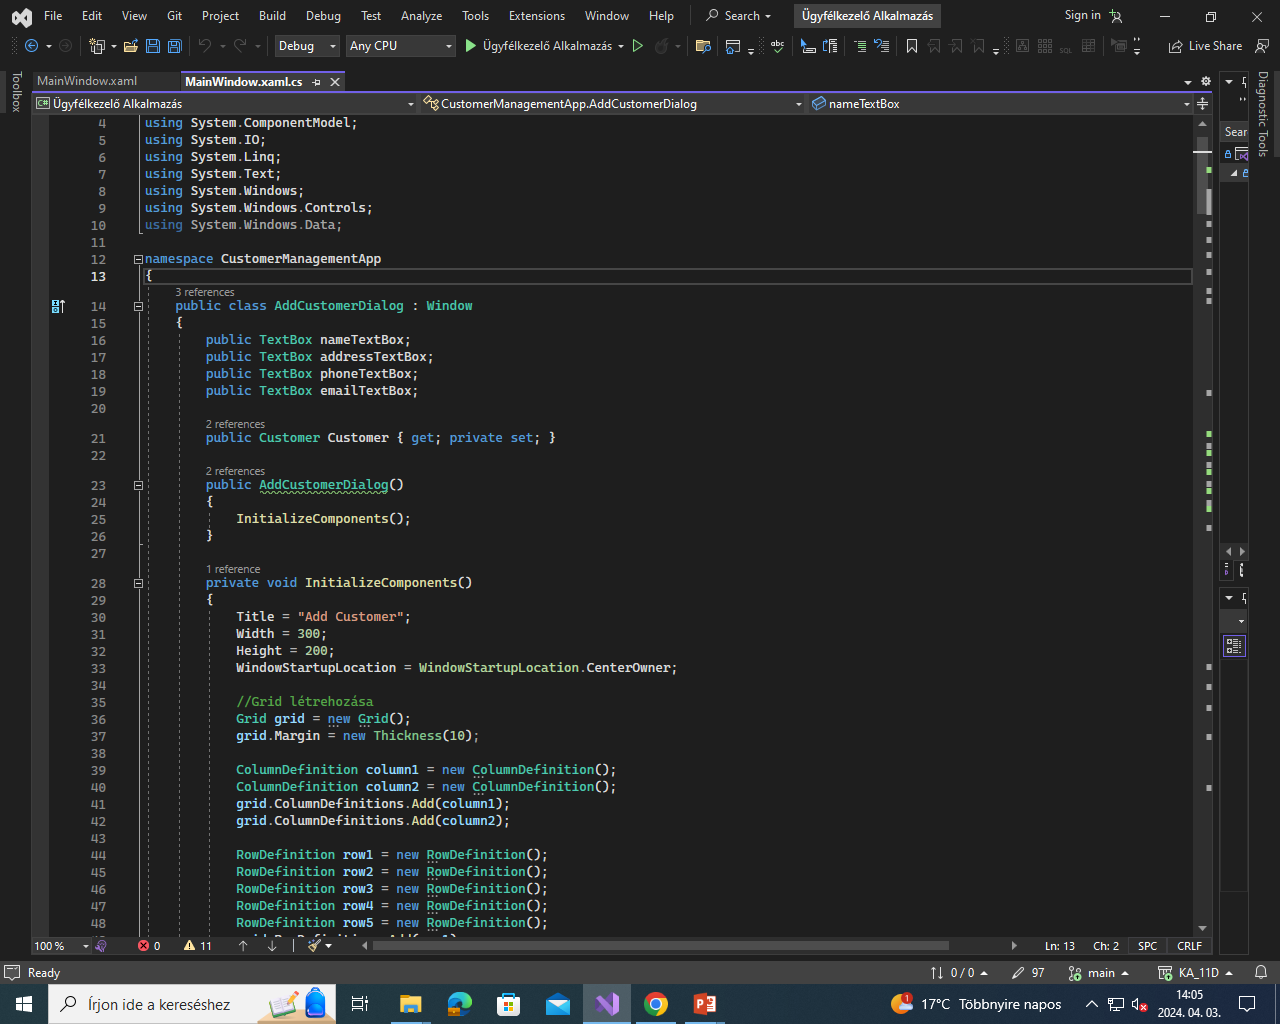 File Edit View Git Project Build Debug Test Analyze Tools Extensions Window Help Search Ügyfélkezelő Alkalmazás Sign in
Debug Any CPU Ügyfélkezelő Alkalmazás Live Share
Toolbox
MainWindow.xaml MainWindow.xaml.cs
Ügyfélkezelő Alkalmazás CustomerManagementApp.AddCustomerDialog nameTextBox
4 using System.ComponentModel;
5 using System.IO;
6 using System.Linq;
7 using System.Text;
8 using System.Windows;
9 using System.Windows.Controls;
10 using System.Windows.Data;
11
12 namespace CustomerManagementApp
13 {
3 references
14 public class AddCustomerDialog : Window
15 {
16 public TextBox nameTextBox;
17 public TextBox addressTextBox;
18 public TextBox phoneTextBox;
19 public TextBox emailTextBox;
20
2 references
21 public Customer Customer { get; private set; }
22
2 references
23 public AddCustomerDialog()
24 {
25 InitializeComponents();
26 }
27
1 reference
28 private void InitializeComponents()
29 {
30 Title = "Add Customer";
31 Width = 300;
32 Height = 200;
33 WindowStartupLocation = WindowStartupLocation.CenterOwner;
34
35 //Grid létrehozása
36 Grid grid = new Grid();
37 grid.Margin = new Thickness(10);
38
39 ColumnDefinition column1 = new ColumnDefinition();
40 ColumnDefinition column2 = new ColumnDefinition();
41 grid.ColumnDefinitions.Add(column1);
42 grid.ColumnDefinitions.Add(column2);
43
44 RowDefinition row1 = new RowDefinition();
45 RowDefinition row2 = new RowDefinition();
46 RowDefinition row3 = new RowDefinition();
47 RowDefinition row4 = new RowDefinition();
48 RowDefinition row5 = new RowDefinition();
Sear
Diagnostic Tools
100 % 0 11 Ln: 13 Ch: 2 SPC CRLF
Ready 0 / 0 97 main KA_11D
Írjon ide a kereséshez 1 17°C Többnyire napos 14:05
2024. 04. 03.